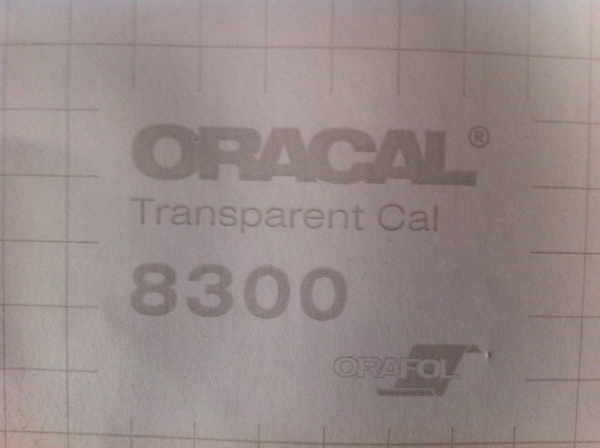 ORACAL®
Transparent Cal
8300
ORAFOL